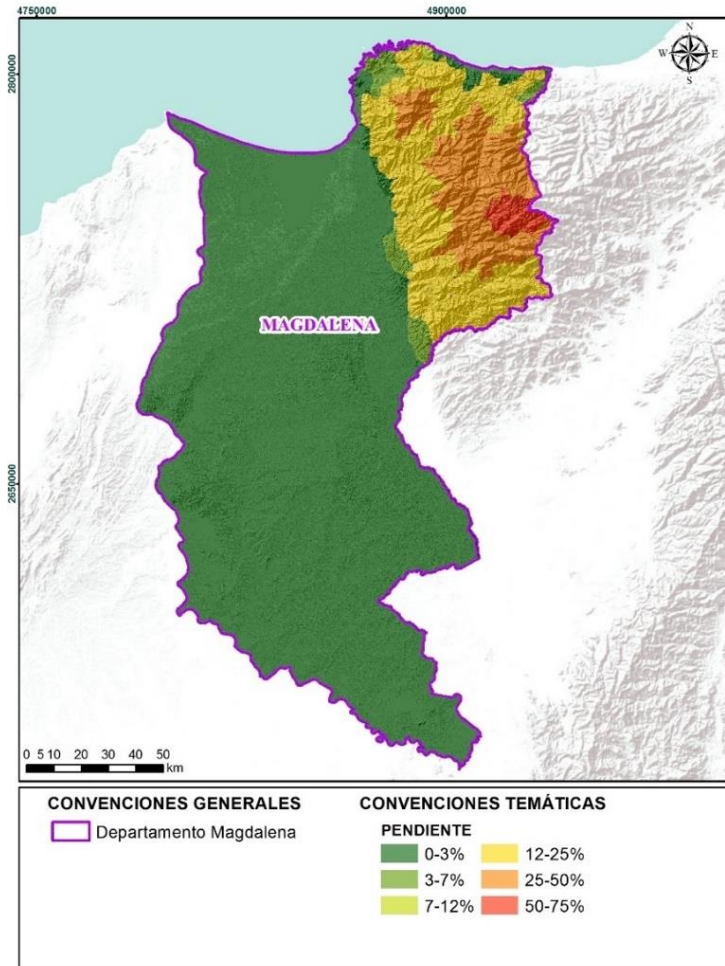 4750000
4900000
2800000
2650000
N
W E
S
MAGDALENA
0 5 10 20 30 40 50
km
CONVENCIONES GENERALES
Departamento Magdalena
CONVENCIONES TEMÁTICAS
PENDIENTE
0-3%
3-7%
7-12%
12-25%
25-50%
50-75%